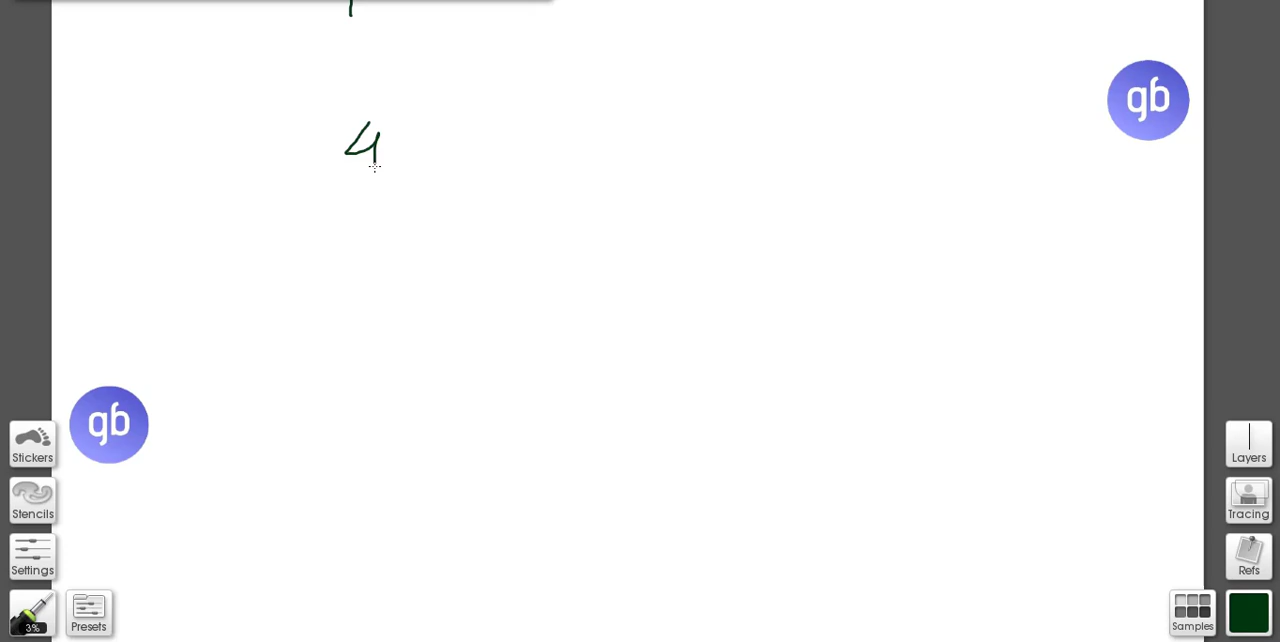 4
gb
gb
Stickers
Layers
Stencils
Tracing
Settings
Refs
3%
Presets
Samples